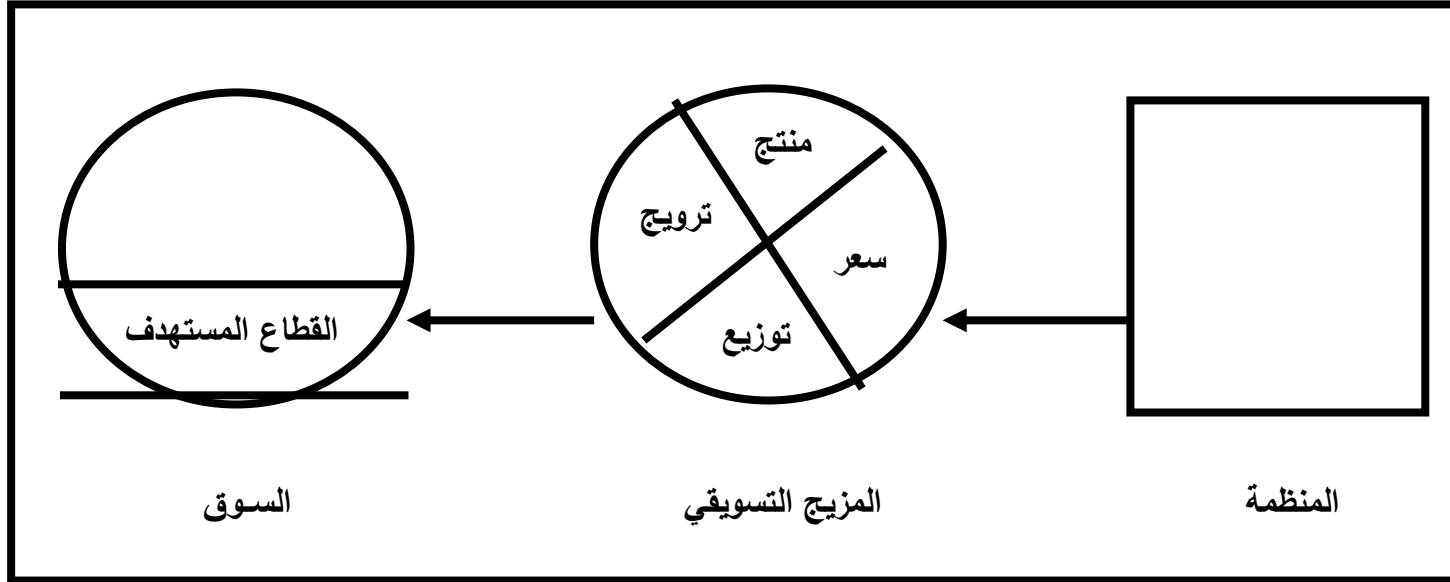 منتج
ترويج
سعر
توزيع
القطاع المستهدف
المنظمة
المزيج التسويقي
السوق